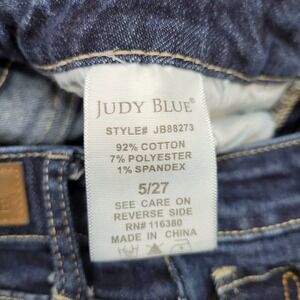 JUDY BLUE®
STYLE# JB88273
92% COTTON
7% POLYESTER
1% SPANDEX
5/27
SEE CARE ON
REVERSE SIDE
RN# 116380
MADE IN CHINA